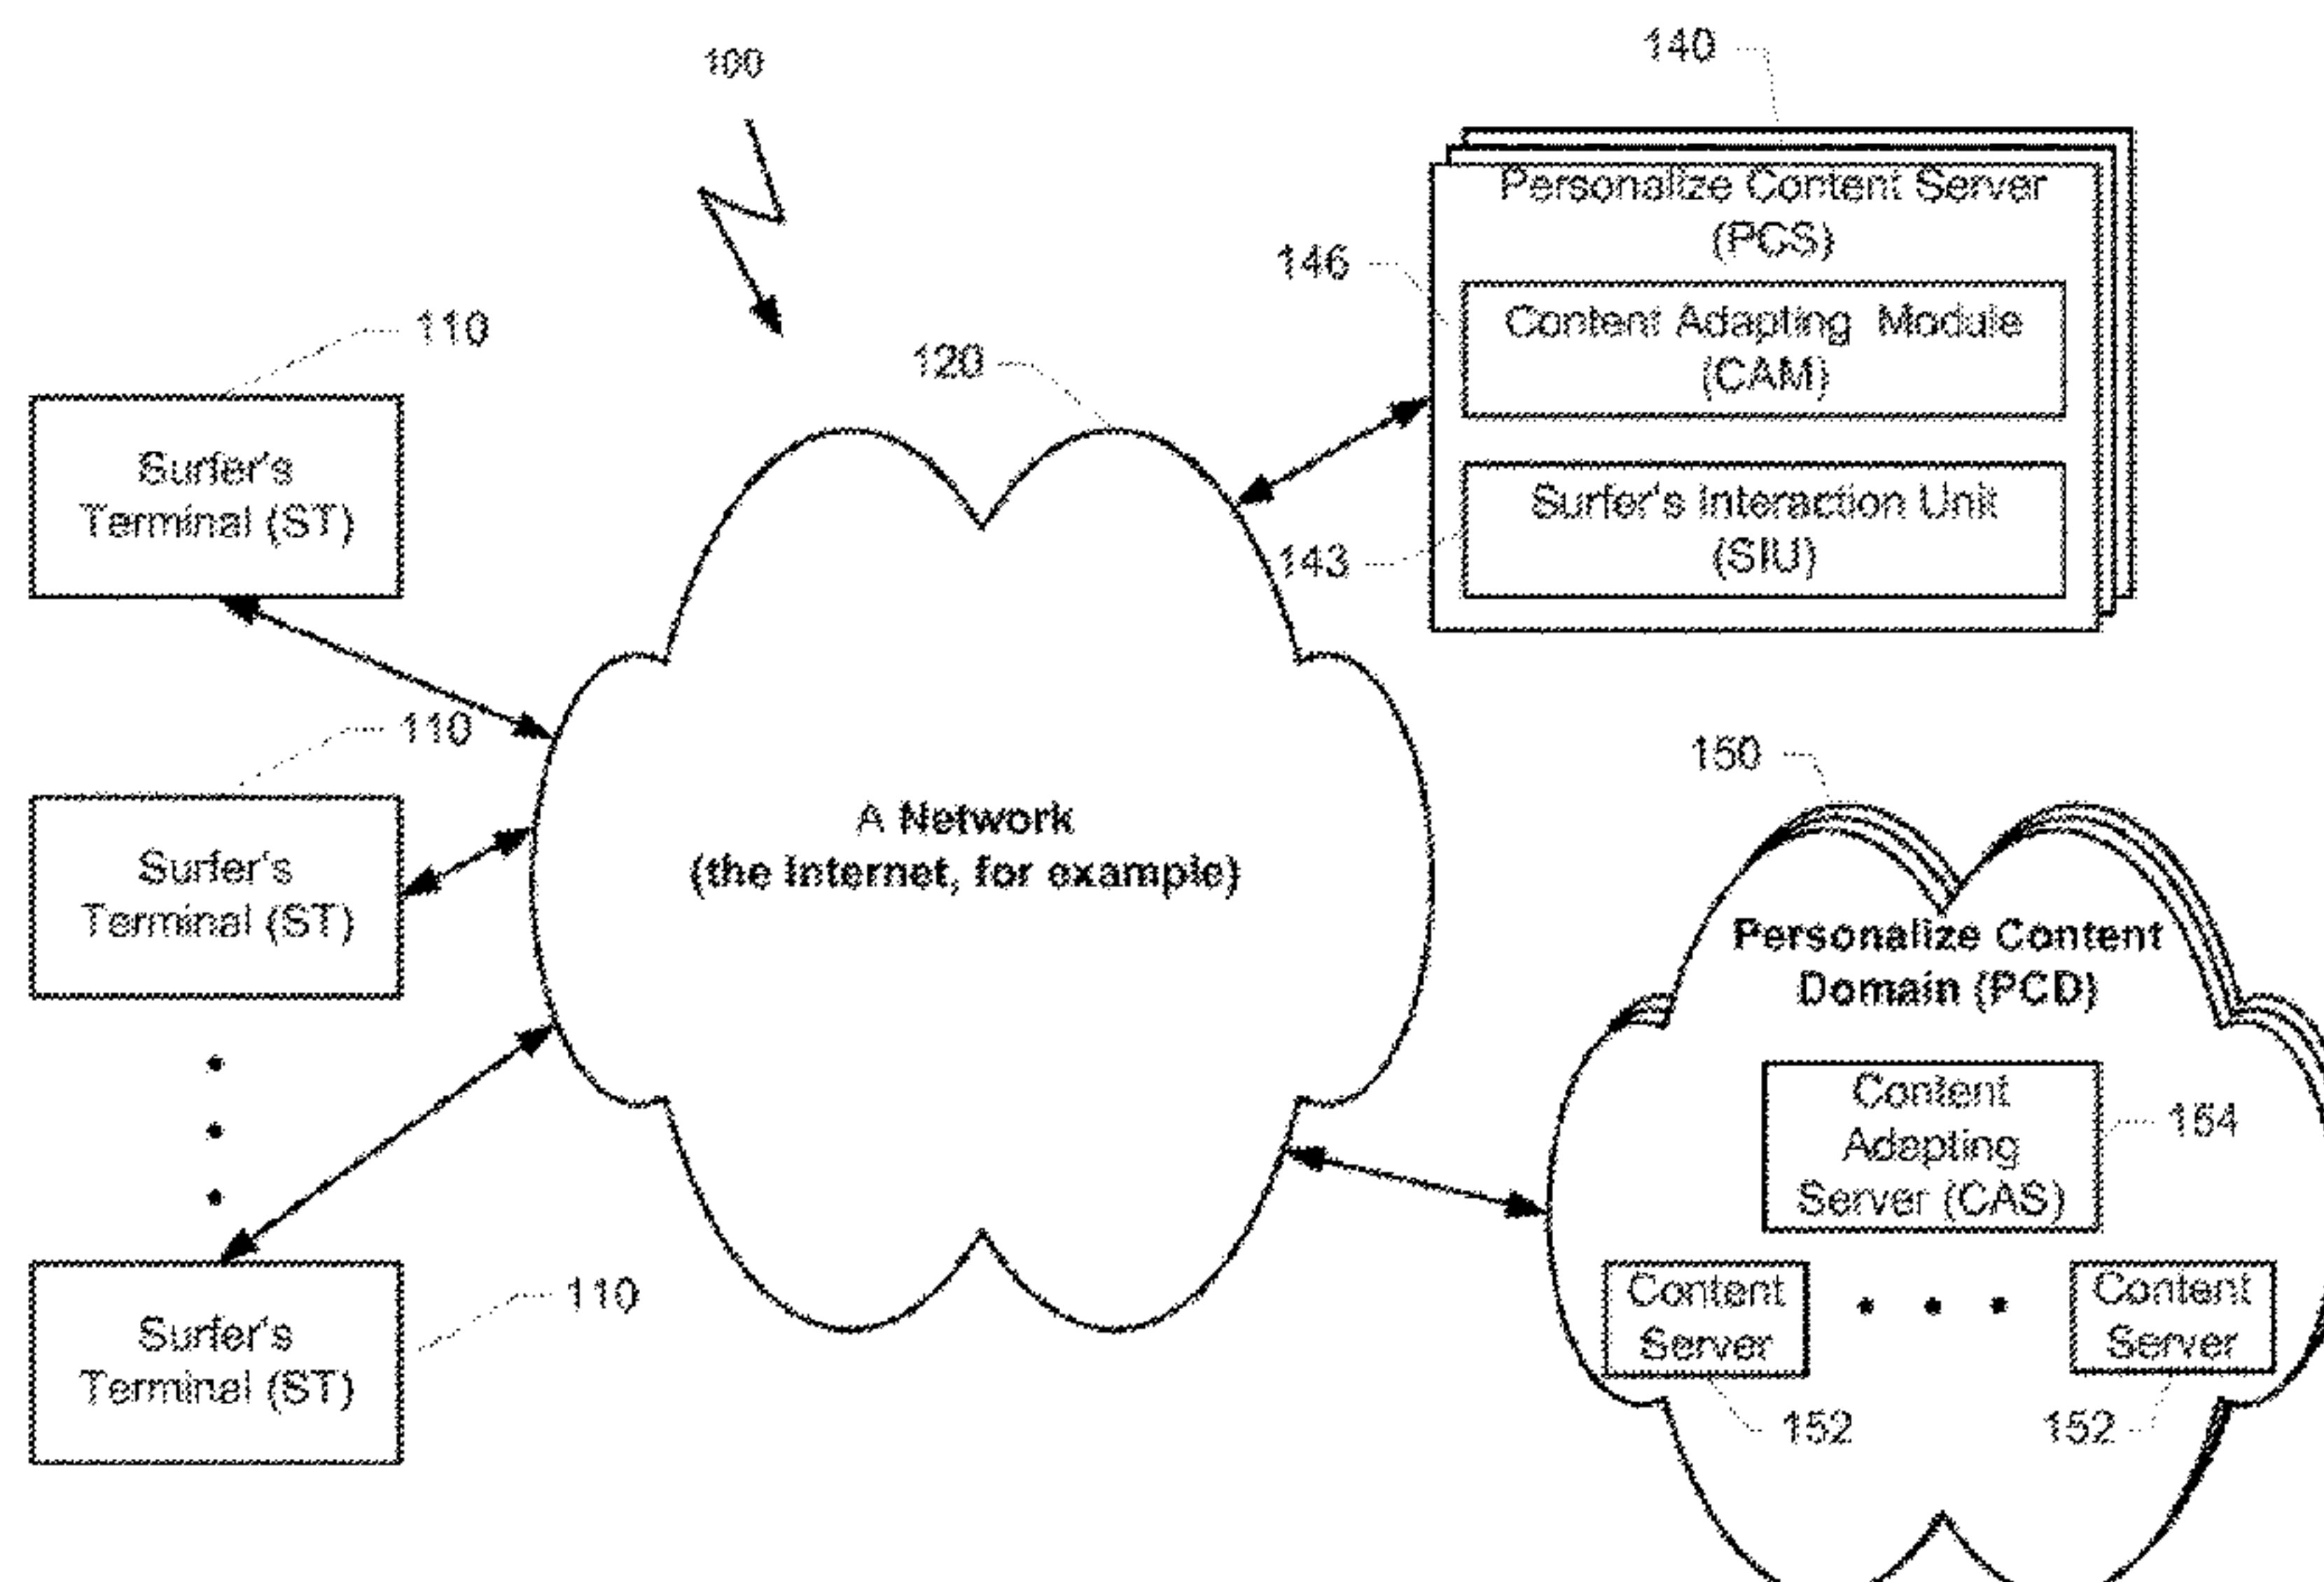 100
140
Personalize Content Server
(PCS)
146
Content Adapting Module
(CAM)
110
120
Surfer's
Terminal (ST)
Surfer's Interaction Unit
(SIU)
143
110
150
A Network
(the Internet, for example)
Surfer's
Terminal (ST)
Personalize Content
Domain (PCD)
Content
Adapting
Server (CAS)
154
110
Content
Server
Content
Server
Surfer's
Terminal (ST)
152
152